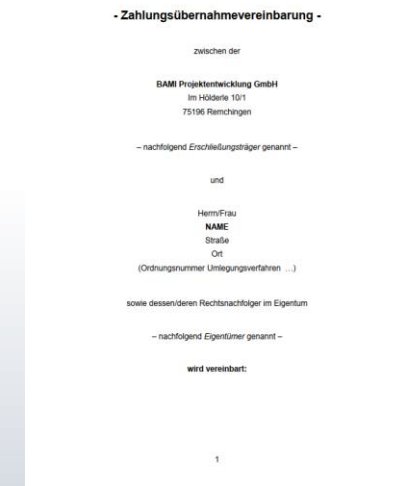 - Zahlungsübernahmevereinbarung -
zwischen der
BAMI Projektentwicklung GmbH
Im Hölderle 10/1
75196 Remchingen
– nachfolgend Erschließungsträger genannt –
und
Herrn/Frau
NAME
Straße
Ort
(Ordnungsnummer Umlegungsverfahren …)
sowie dessen/deren Rechtsnachfolger im Eigentum
– nachfolgend Eigentümer genannt –
wird vereinbart:
1